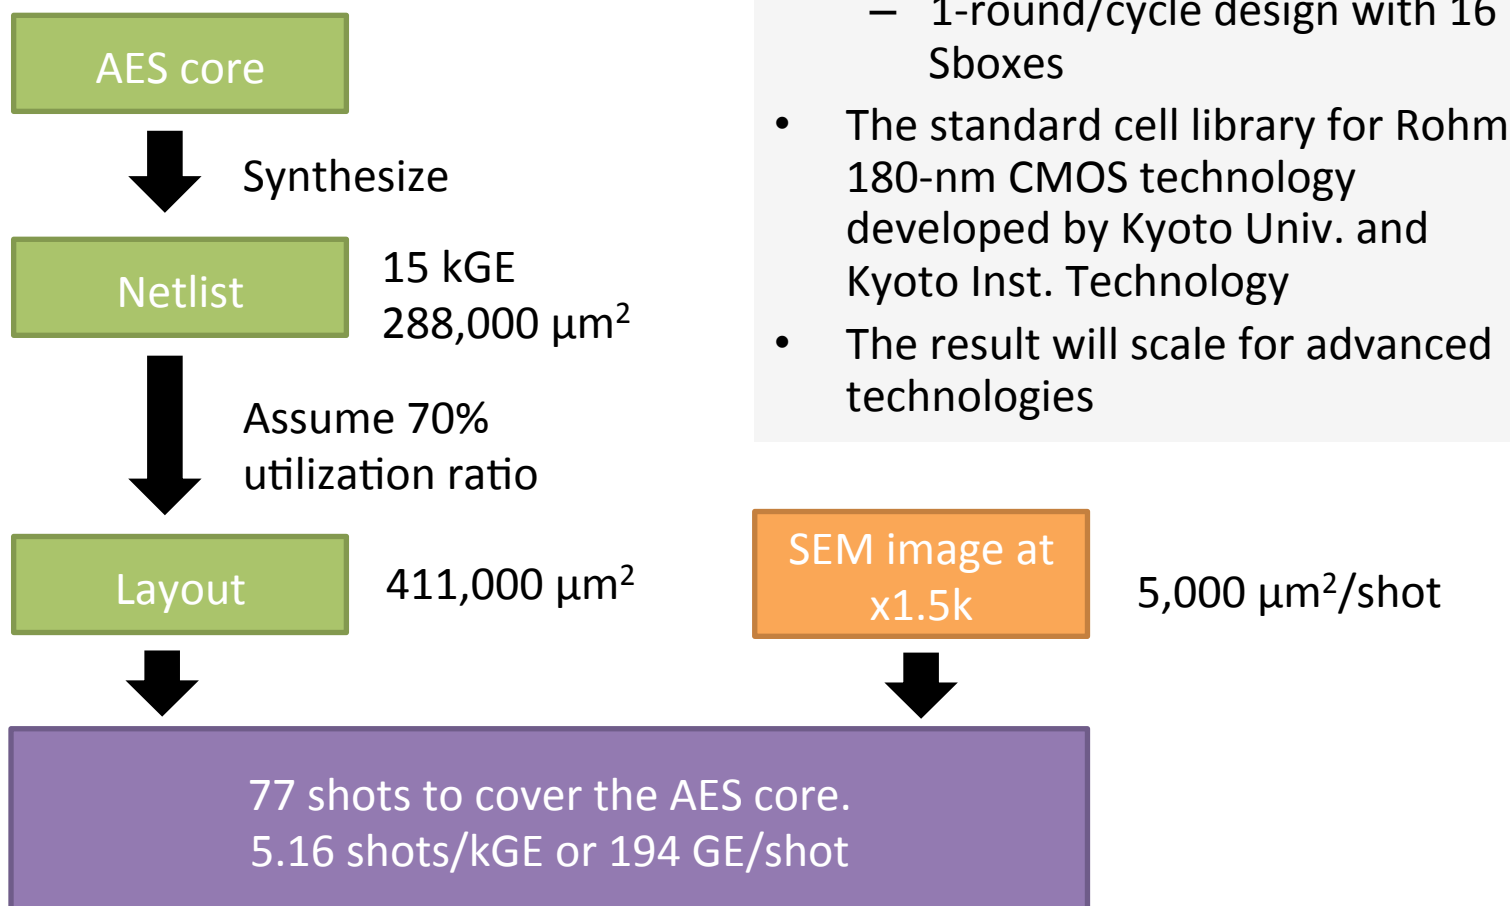 AES core
Synthesize
Netlist
15 kGE
288,000 μm²
Assume 70%
utilization ratio
Layout
411,000 μm²
– 1-round/cycle design with 16
Sboxes
• The standard cell library for Rohm
180-nm CMOS technology
developed by Kyoto Univ. and
Kyoto Inst. Technology
• The result will scale for advanced
technologies
SEM image at
x1.5k
5,000 μm²/shot
77 shots to cover the AES core.
5.16 shots/kGE or 194 GE/shot